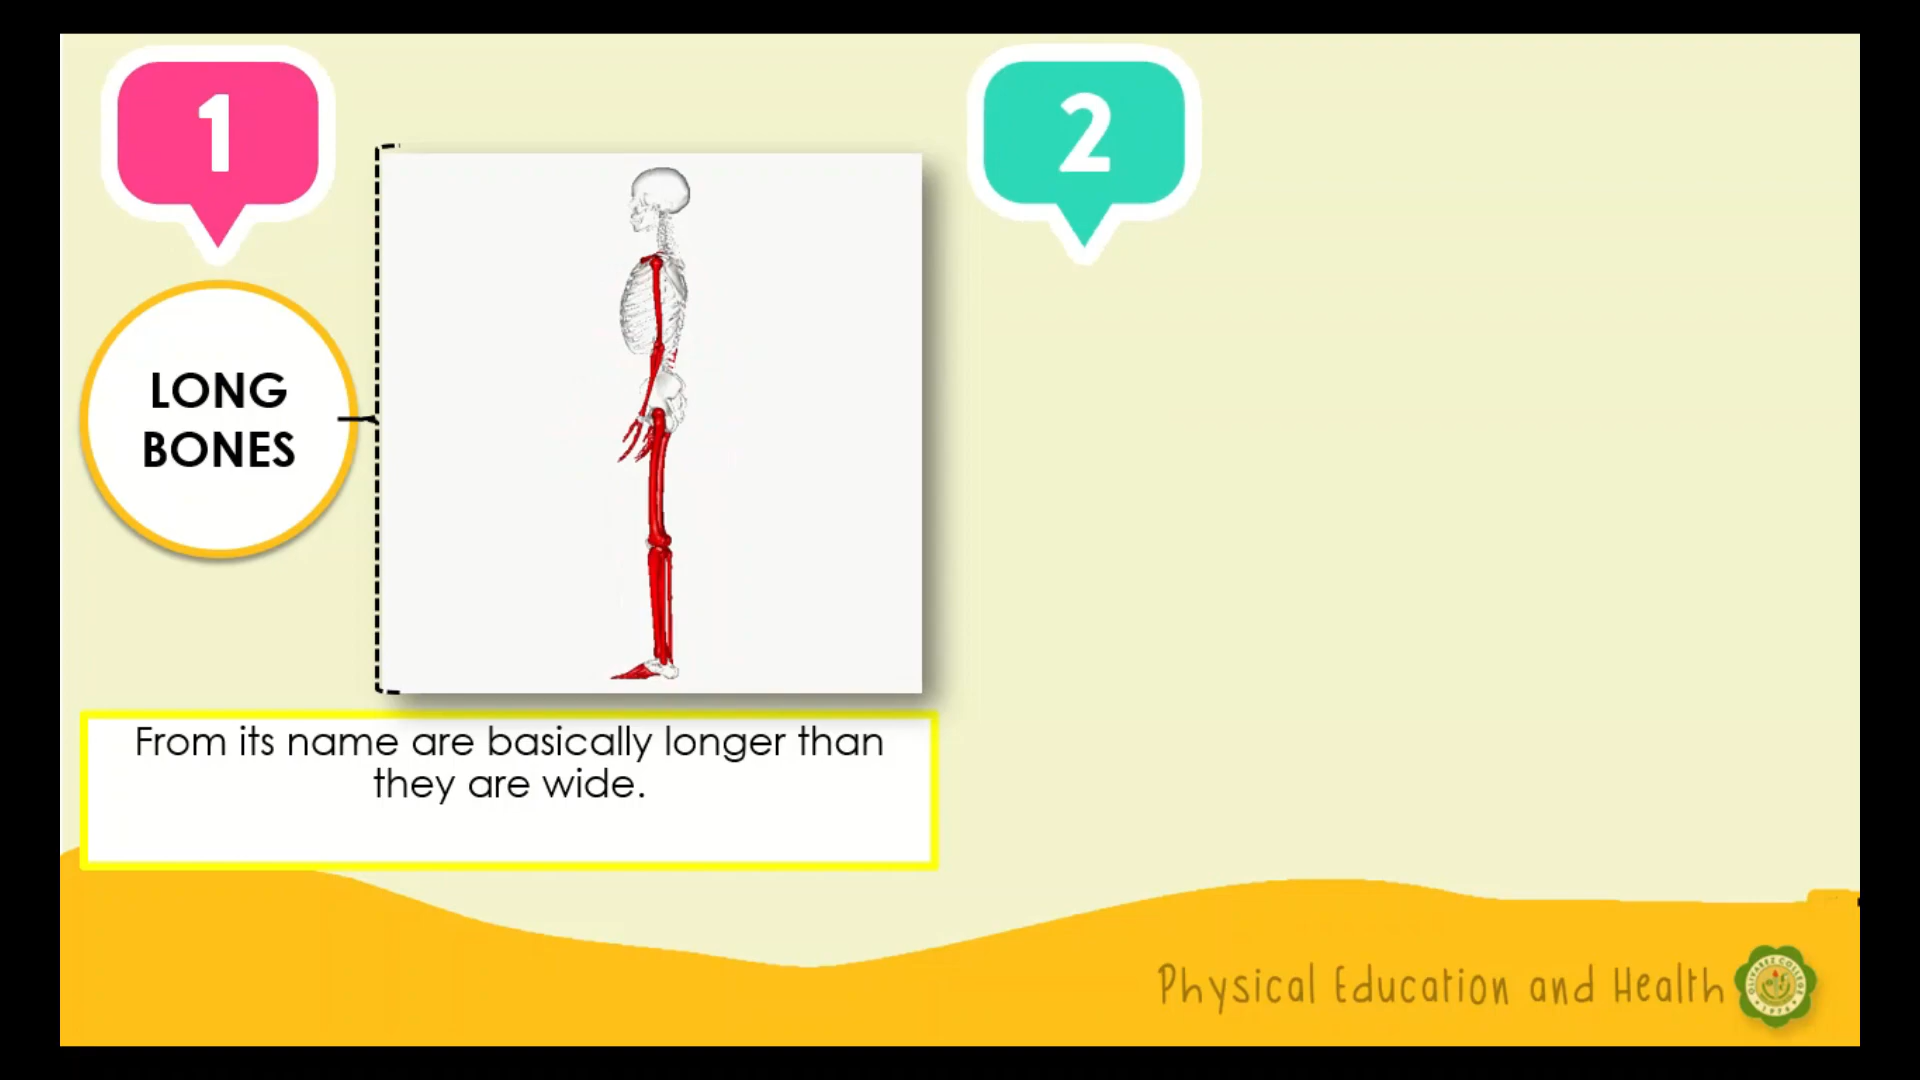 1
2
LONG
BONES
From its name are basically longer than
they are wide.
Physical Education and Health